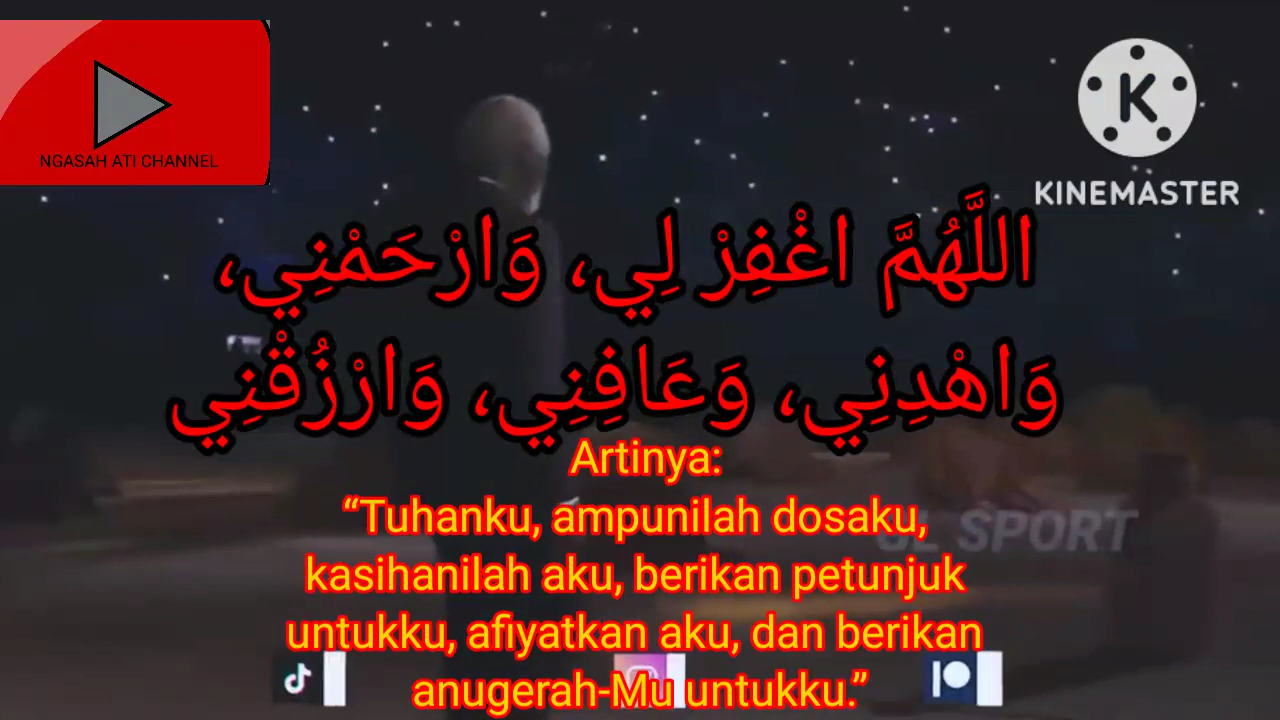 NGASAH ATI CHANNEL
K
KINEMASTER
اللَّهُمَّ اغْفِرْ لِي، وَارْحَمْنِي،
وَاهْدِنِي، وَعَافِنِي، وَارْزُقْنِي
Artinya:
“Tuhanku, ampunilah dosaku,
SPORT
kasihanilah aku, berikan petunjuk
untukku, afiyatkan aku, dan berikan
anugerah-Mu untukku.”